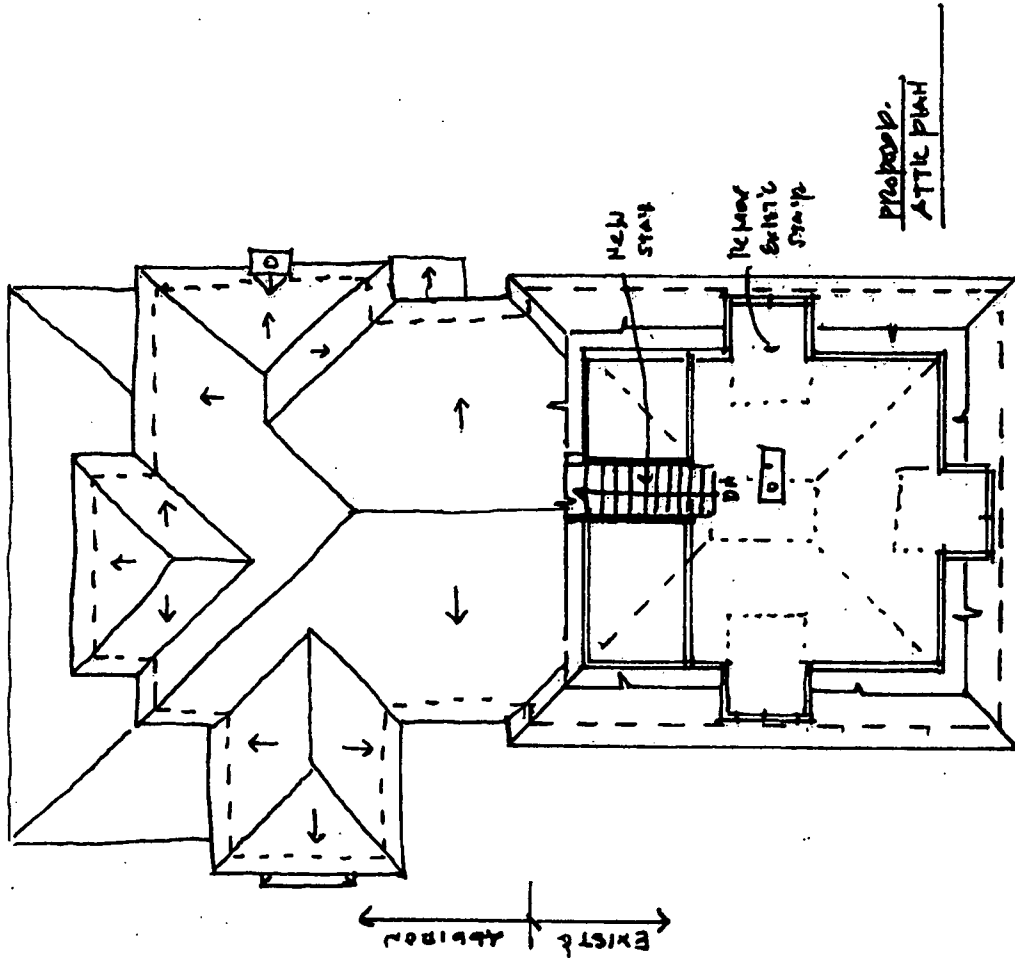 PROPOSED.
ATTIC PLAN
NEW
STAIR
REMOVE
EXIST'G
STAIR
DN
ADDITION
EXIST'G